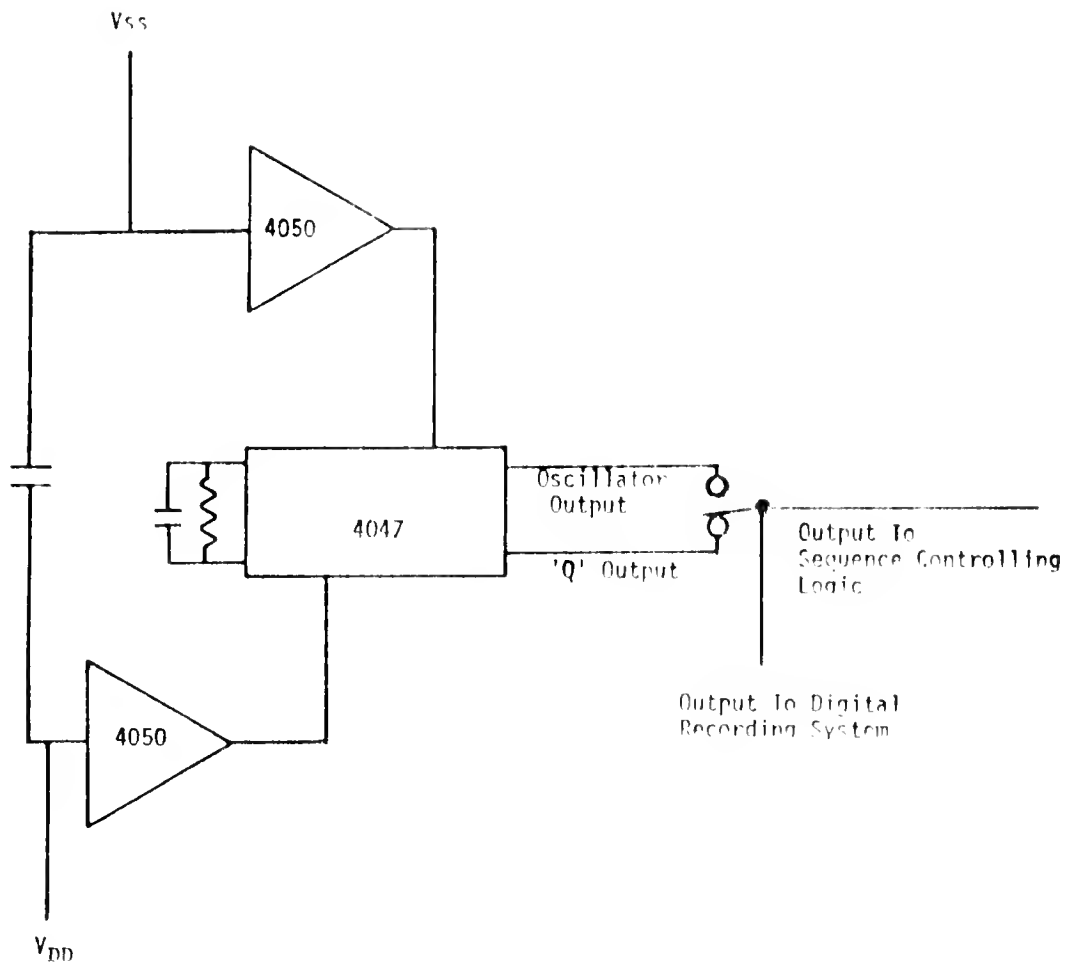 Vss
4050
Oscillator
Output
4047
'Q' Output
Output To
Sequence Controlling
Logic
4050
Output To Digital
Recording System
VDD